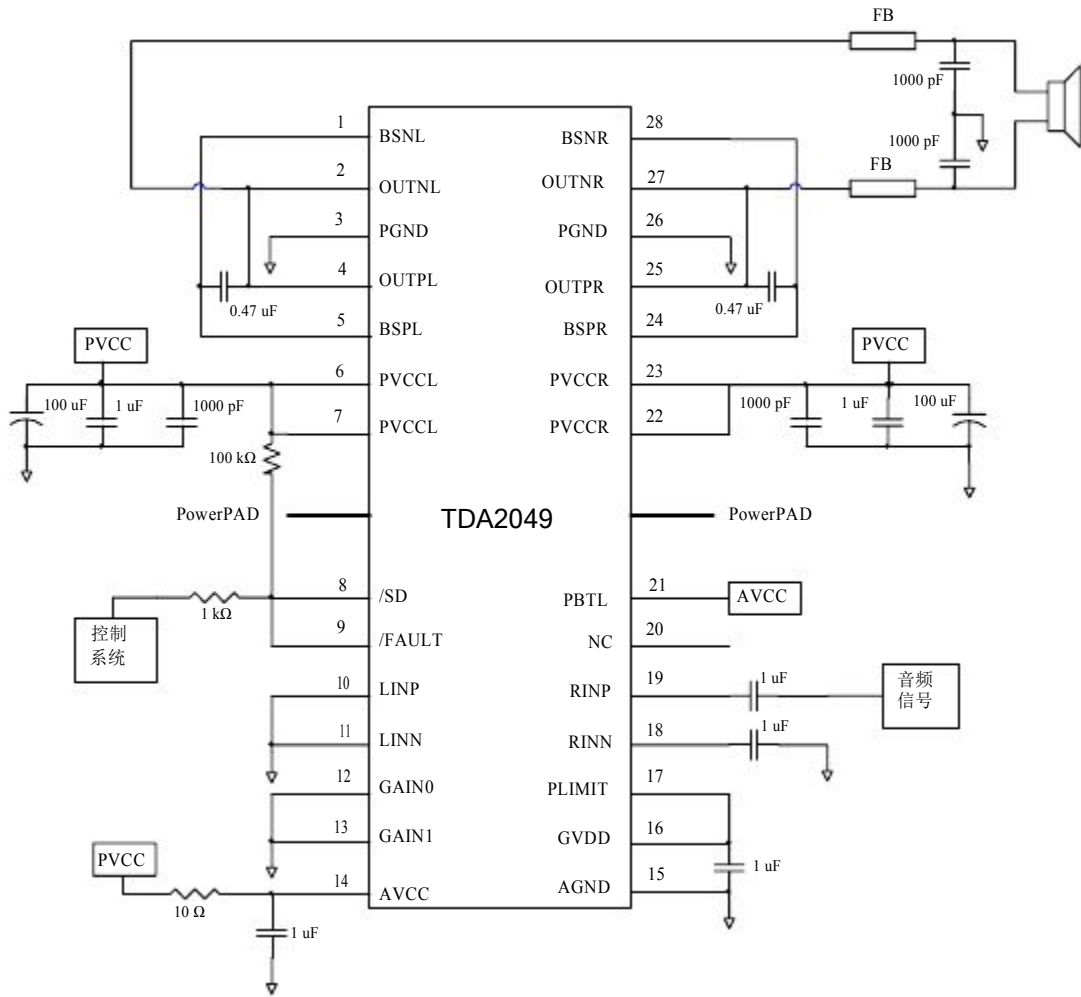 FB
1000 pF
1000 pF
FB
1
BSNL
2
OUTNL
3
PGND
4
OUTPL
0.47 uF
5
BSPL
PVCC
6
PVCCL
100 uF
1 uF
1000 pF
7
PVCCL
100 kΩ
PowerPAD
8
/SD
1 kΩ
控制
系统
9
/FAULT
10
LINP
11
LINN
12
GAIN0
13
GAIN1
PVCC
14
AVCC
10 Ω
1 uF
TDA2049
28
BSNR
27
OUTNR
26
PGND
25
OUTPR
0.47 uF
24
BSPR
PVCC
23
PVCCR
1000 pF
1 uF
100 uF
22
PVCCR
PowerPAD
21
PBTL
AVCC
20
NC
19
RINP
1 uF
音频
信号
18
RINN
1 uF
17
PLIMIT
16
GVDD
1 uF
15
AGND